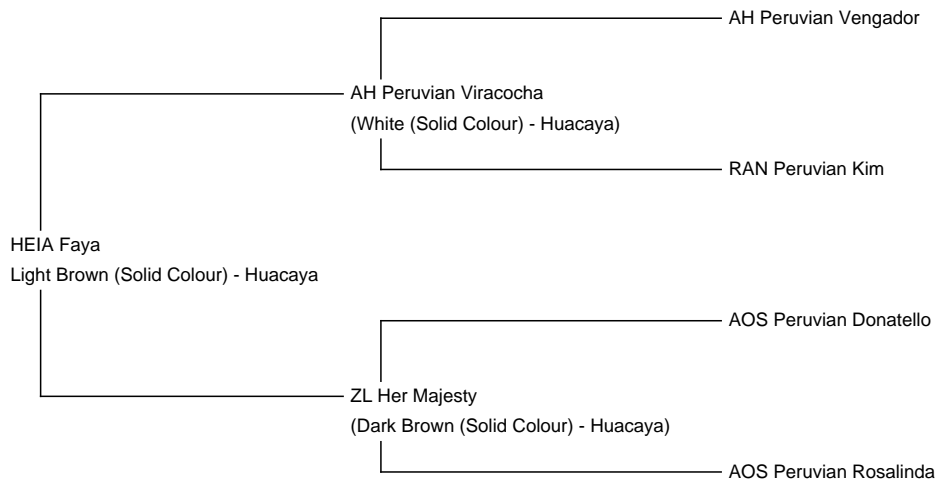 AH Peruvian Vengador
AH Peruvian Viracocha
(White (Solid Colour) - Huacaya)
RAN Peruvian Kim
HEIA Faya
Light Brown (Solid Colour) - Huacaya
AOS Peruvian Donatello
ZL Her Majesty
(Dark Brown (Solid Colour) - Huacaya)
AOS Peruvian Rosalinda